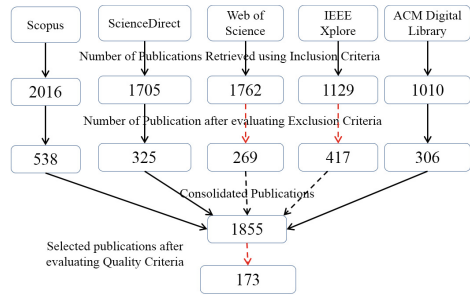 Scopus
ScienceDirect
Web of
Science
IEEE
Xplore
ACM Digital
Library
Number of Publications Retrieved using Inclusion Criteria
2016
1705
1762
1129
1010
Number of Publication after evaluating Exclusion Criteria
538
325
269
417
306
Consolidated Publications
1855
Selected publications after
evaluating Quality Criteria
173